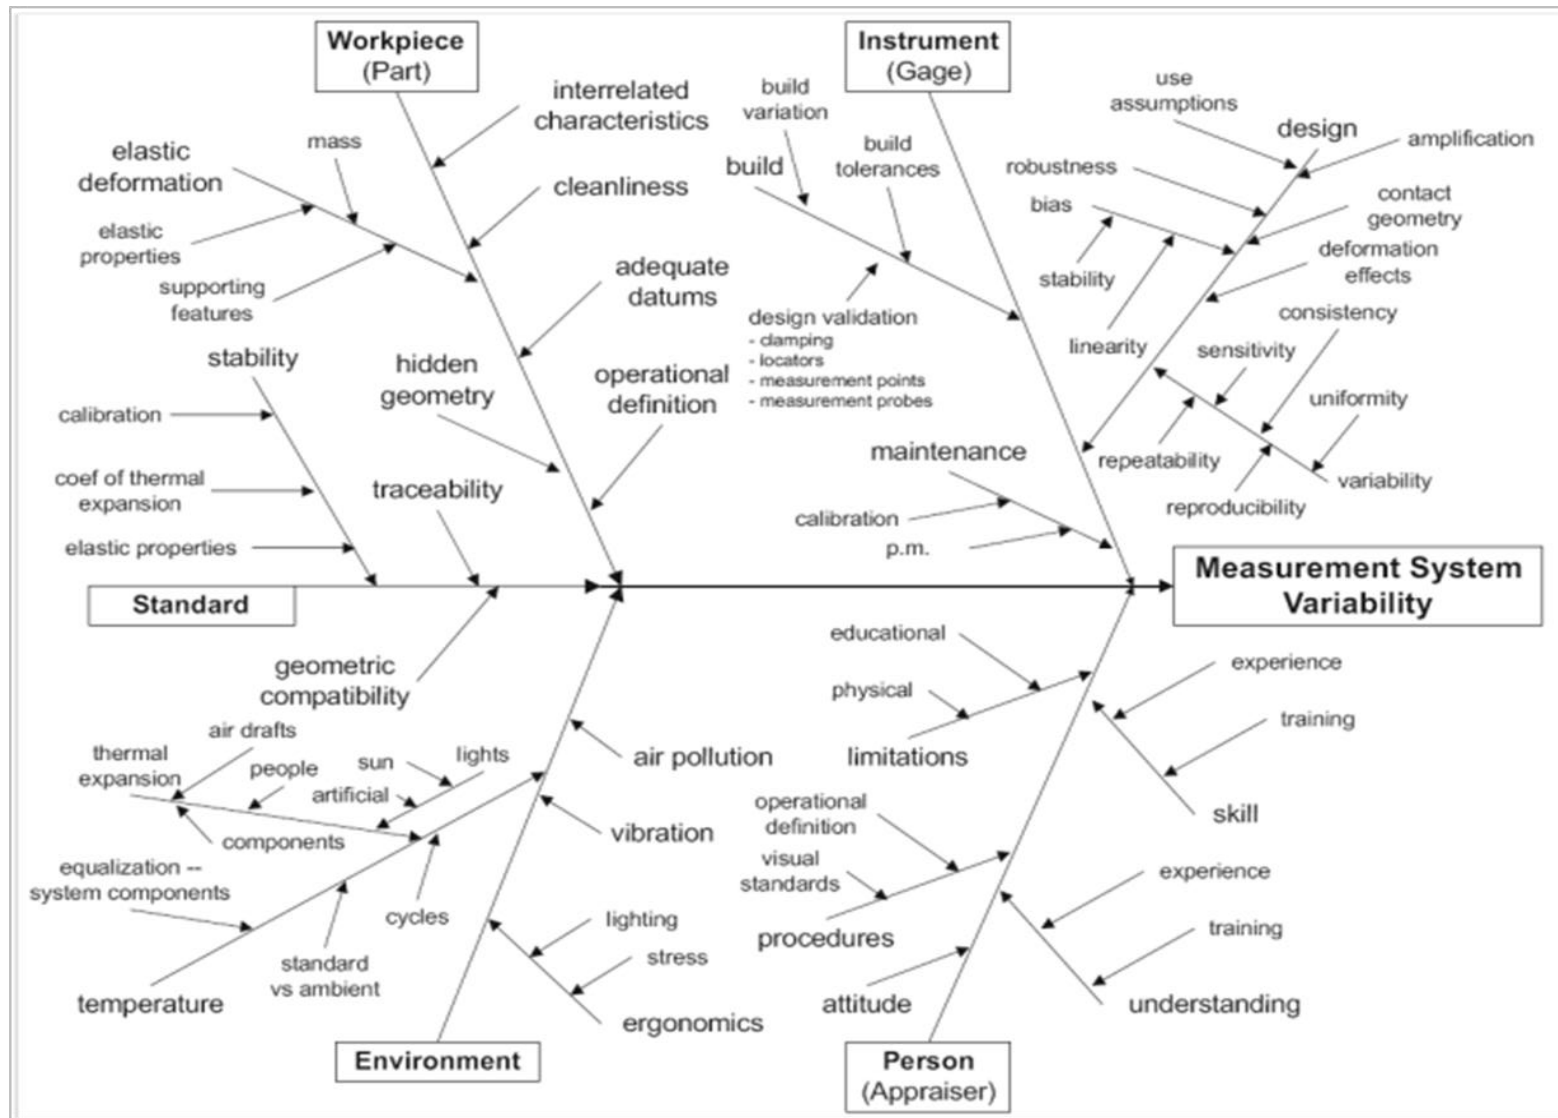 Workpiece
(Part)
interrelated
characteristics
mass
elastic
deformation
cleanliness
elastic
properties
supporting
features
adequate
datums
hidden
geometry
operational
definition
Instrument
(Gage)
build
variation
build
tolerances
build
design validation
- clamping
- locators
- measurement points
- measurement probes
use
assumptions
design
amplification
robustness
bias
contact
geometry
deformation
effects
stability
linearity
consistency
sensitivity
uniformity
repeatability
reproducibility
variability
maintenance
calibration
p.m.
stability
calibration
coef of thermal
expansion
elastic properties
traceability
Standard
geometric
compatibility
Measurement System
Variability
air drafts
thermal
expansion
people
sun
lights
artificial
components
equalization --
system components
cycles
standard
vs ambient
temperature
air pollution
vibration
lighting
stress
ergonomics
Environment
educational
physical
limitations
experience
training
skill
operational
definition
visual
standards
procedures
attitude
experience
training
understanding
Person
(Appraiser)